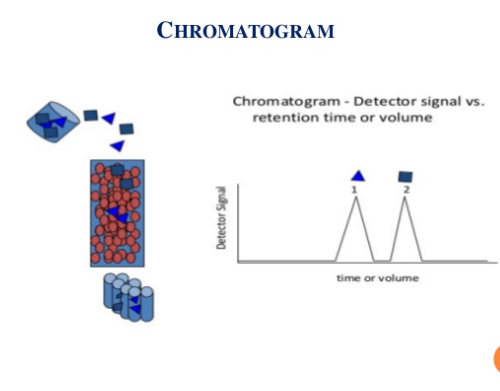 CHROMATOGRAM
Chromatogram - Detector signal vs.
retention time or volume
1 2
Detector Signal
time or volume